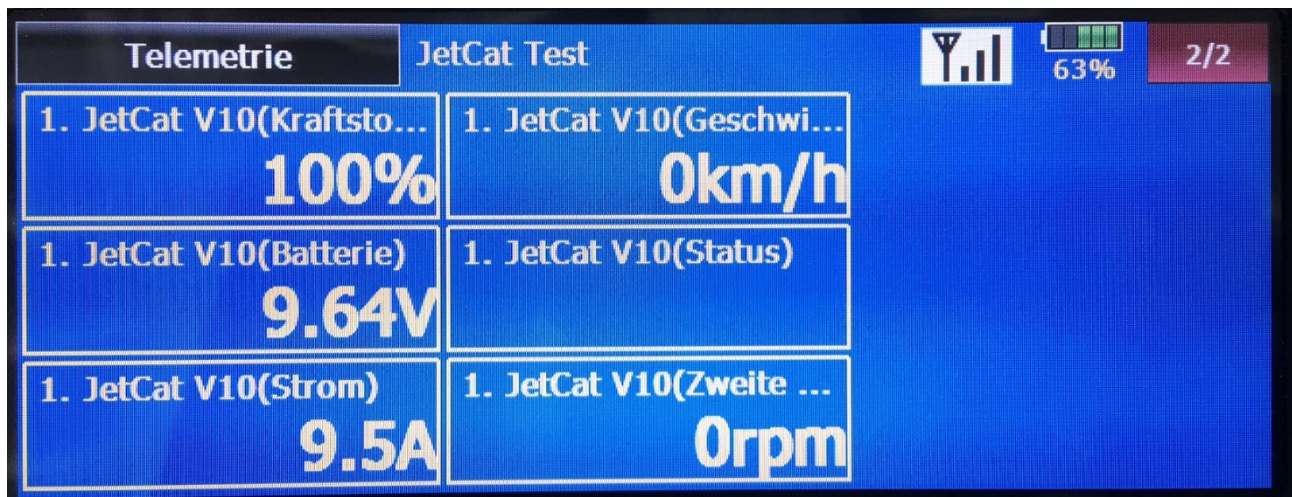 Telemetrie JetCat Test 63% 2/2
1. JetCat V10(Kraftsto...
100%
1. JetCat V10(Geschwi...
0km/h
1. JetCat V10(Batterie)
9.64V
1. JetCat V10(Status)
1. JetCat V10(Strom)
9.5A
1. JetCat V10(Zweite ...
0rpm